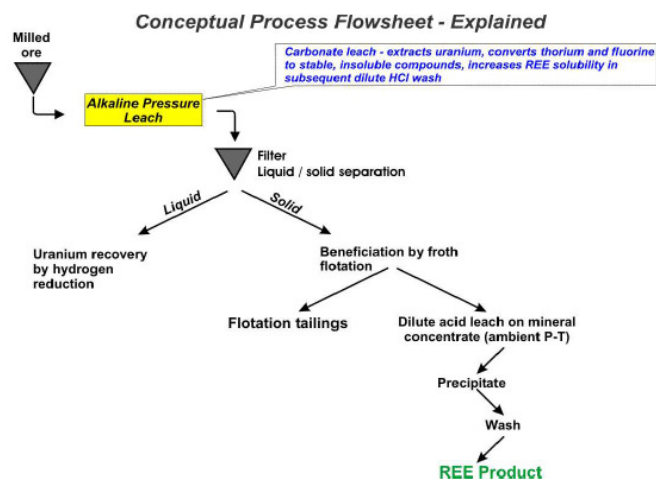 Conceptual Process Flowsheet - Explained
Milled
ore
Carbonate leach - extracts uranium, converts thorium and fluorine
to stable, insoluble compounds, increases REE solubility in
subsequent dilute HCl wash
Alkaline Pressure
Leach
Filter
Liquid / solid separation
Liquid
Solid
Uranium recovery
by hydrogen
reduction
Beneficiation by froth
flotation
Flotation tailings
Dilute acid leach on mineral
concentrate (ambient P-T)
Precipitate
Wash
REE Product